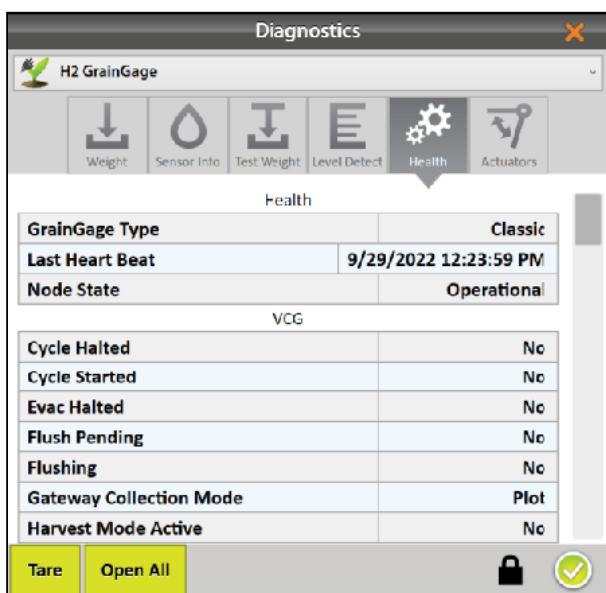 Diagnostics
H2 GrainGage
Weight Sensor Info Test Weight Level Detect Health Actuators
Health
GrainGage Type Classic
Last Heart Beat 9/29/2022 12:23:59 PM
Node State Operational
VCG
Cycle Halted No
Cycle Started No
Evac Halted No
Flush Pending No
Flushing No
Gateway Collection Mode Plot
Harvest Mode Active No
Tare Open All